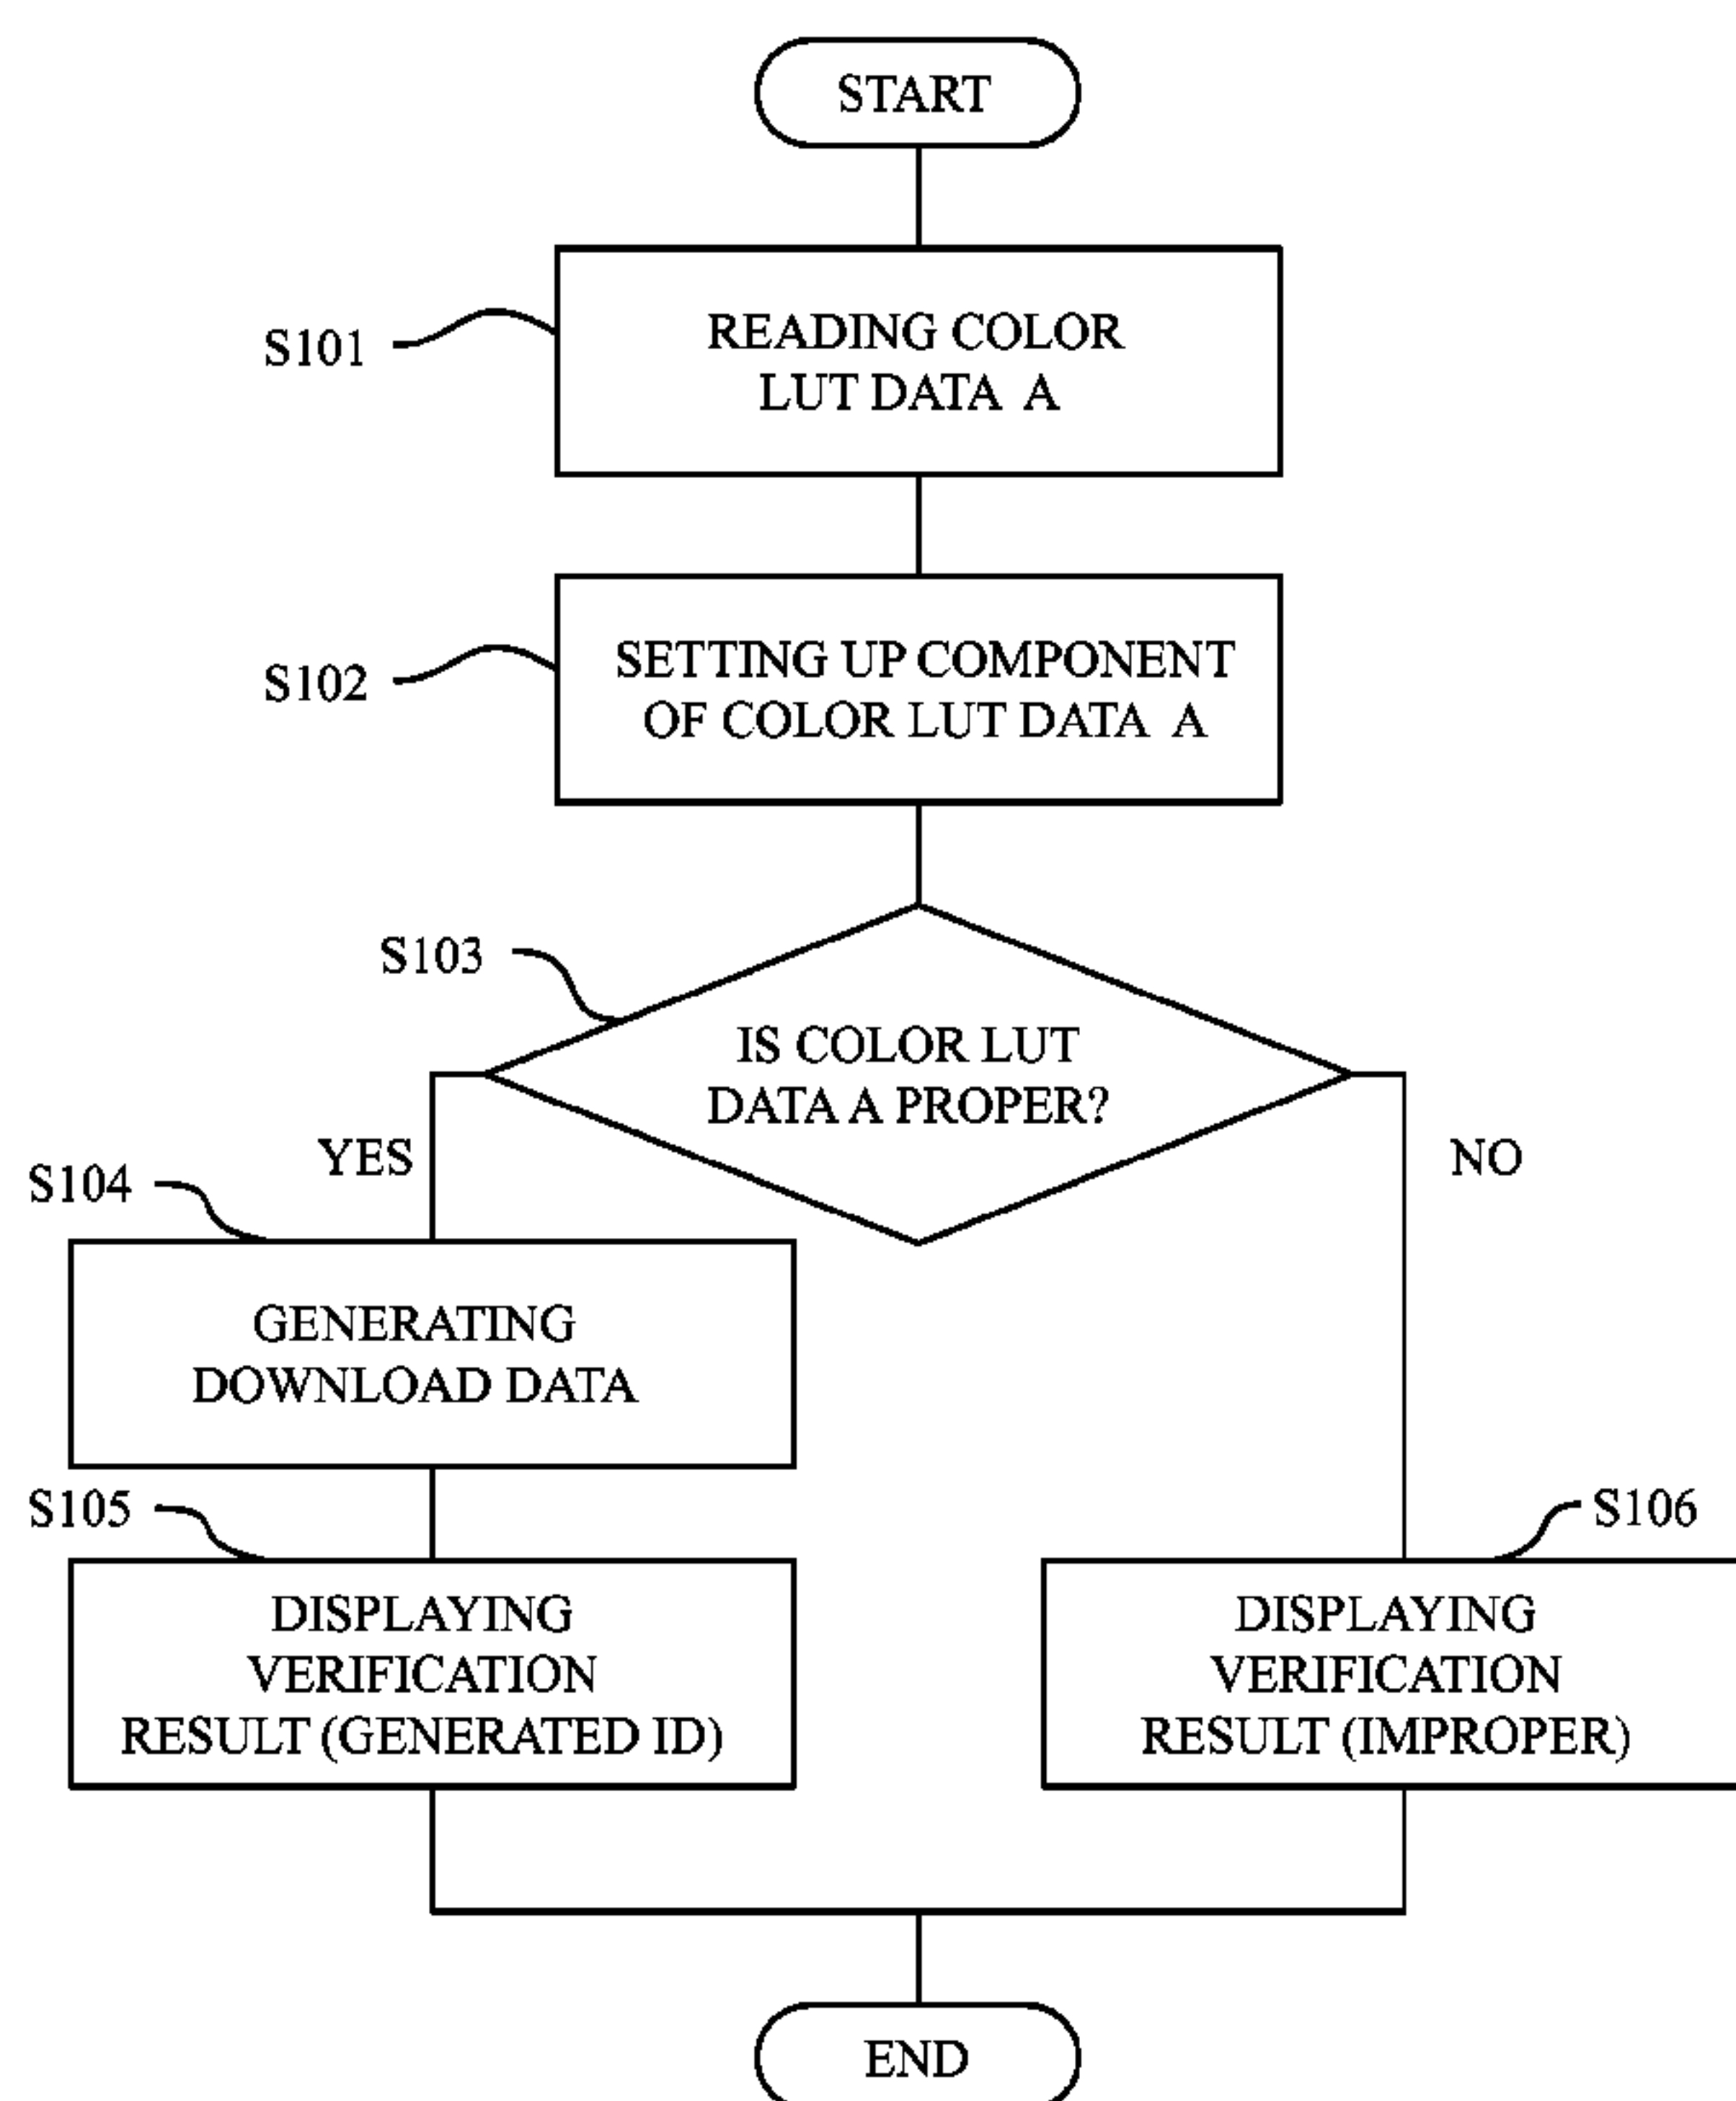 START
S101
READING COLOR
LUT DATA A
S102
SETTING UP COMPONENT
OF COLOR LUT DATA A
S103
IS COLOR LUT
DATA A PROPER?
YES
NO
S104
GENERATING
DOWNLOAD DATA
S105
DISPLAYING
VERIFICATION
RESULT (GENERATED ID)
S106
DISPLAYING
VERIFICATION
RESULT (IMPROPER)
END